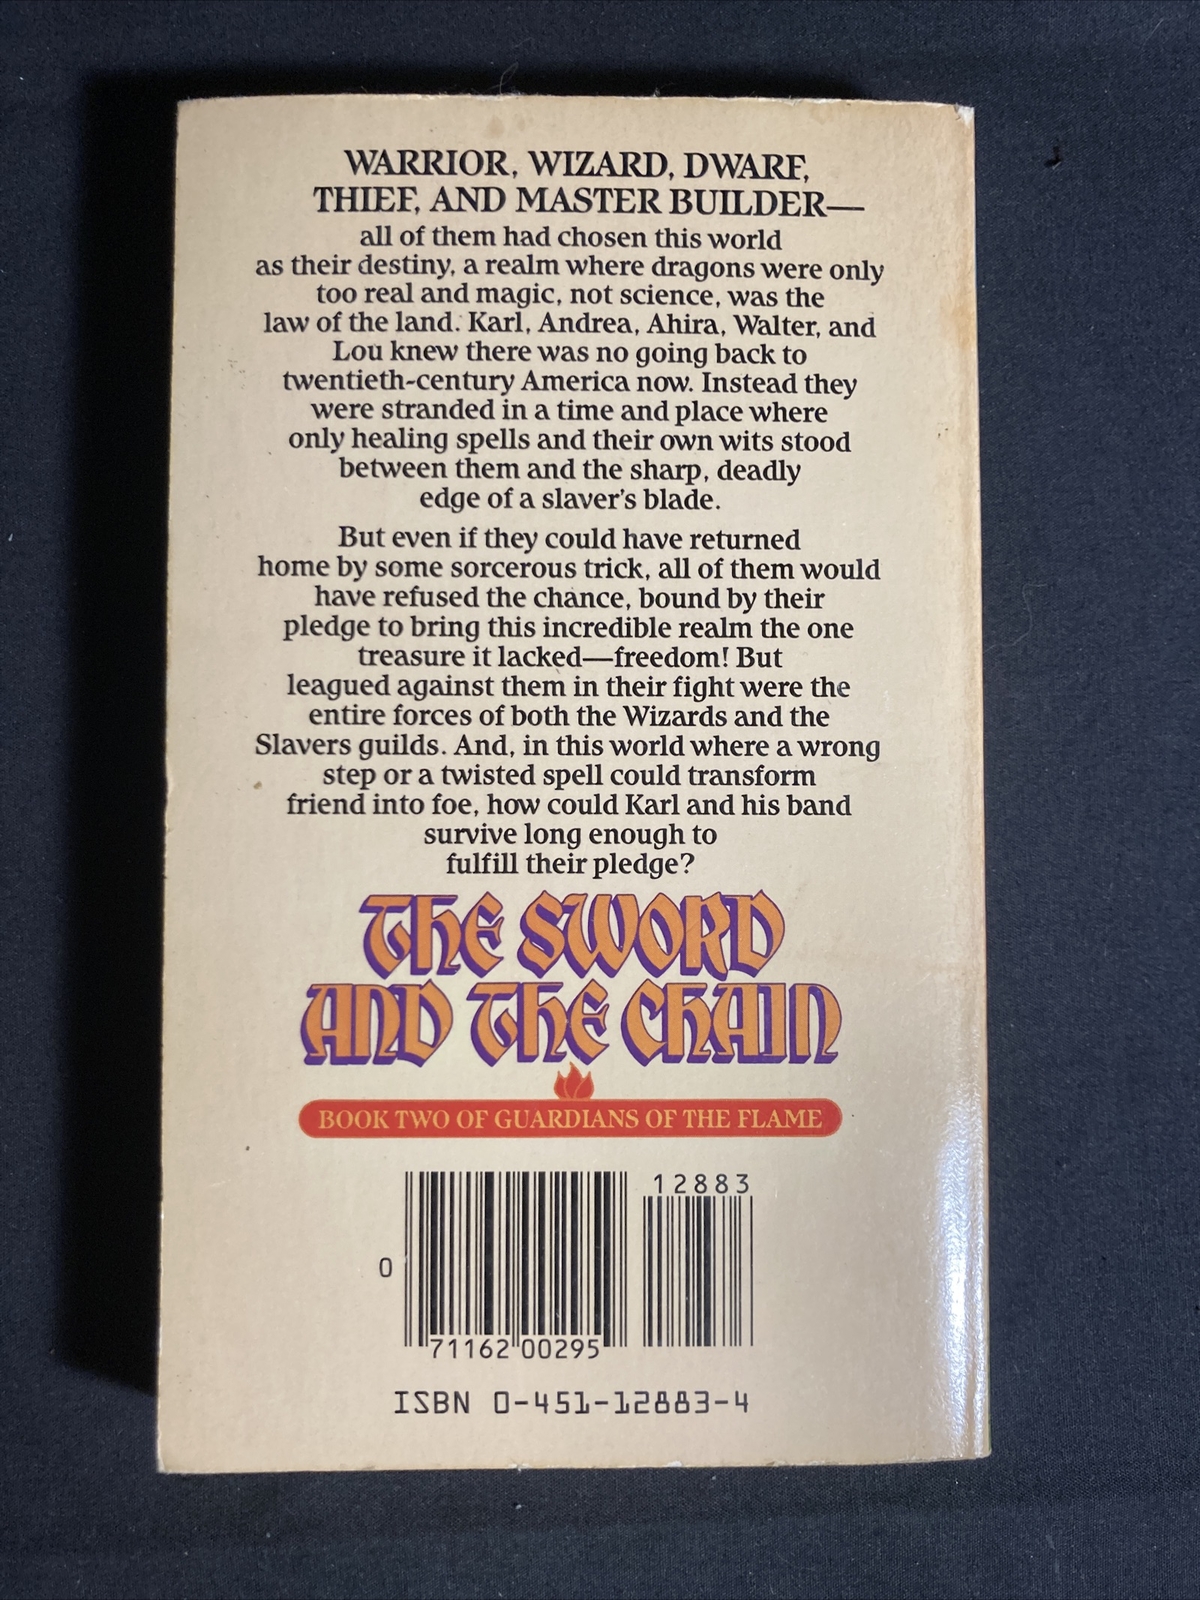 WARRIOR, WIZARD, DWARF,
THIEF, AND MASTER BUILDER—
all of them had chosen this world
as their destiny, a realm where dragons were only
too real and magic, not science, was the
law of the land. Karl, Andrea, Ahira, Walter, and
Lou knew there was no going back to
twentieth-century America now. Instead they
were stranded in a time and place where
only healing spells and their own wits stood
between them and the sharp, deadly
edge of a slaver's blade.
But even if they could have returned
home by some sorcerous trick, all of them would
have refused the chance, bound by their
pledge to bring this incredible realm the one
treasure it lacked—freedom! But
leagued against them in their fight were the
entire forces of both the Wizards and the
Slavers guilds. And, in this world where a wrong
step or a twisted spell could transform
friend into foe, how could Karl and his band
survive long enough to
fulfill their pledge?
THE SWORD
AND THE CHAIN
BOOK TWO OF GUARDIANS OF THE FLAME
12883
0
71162 00295
ISBN 0-451-12883-4